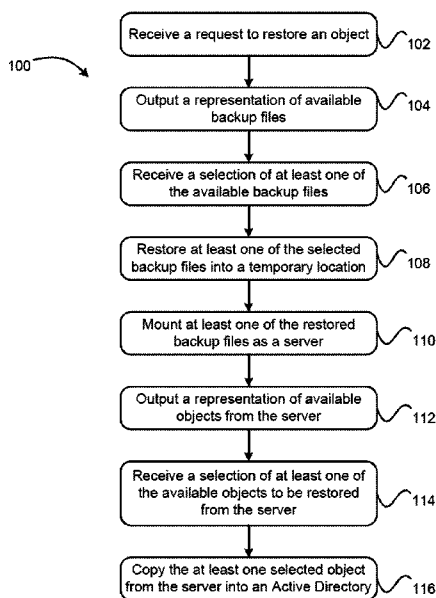 Receive a request to restore an object
102
100
Output a representation of available
backup files
104
Receive a selection of at least one of
the available backup files
106
Restore at least one of the selected
backup files into a temporary location
108
Mount at least one of the restored
backup files as a server
110
Output a representation of available
objects from the server
112
Receive a selection of at least one of
the available objects to be restored
from the server
114
Copy the at least one selected object
from the server into an Active Directory
116